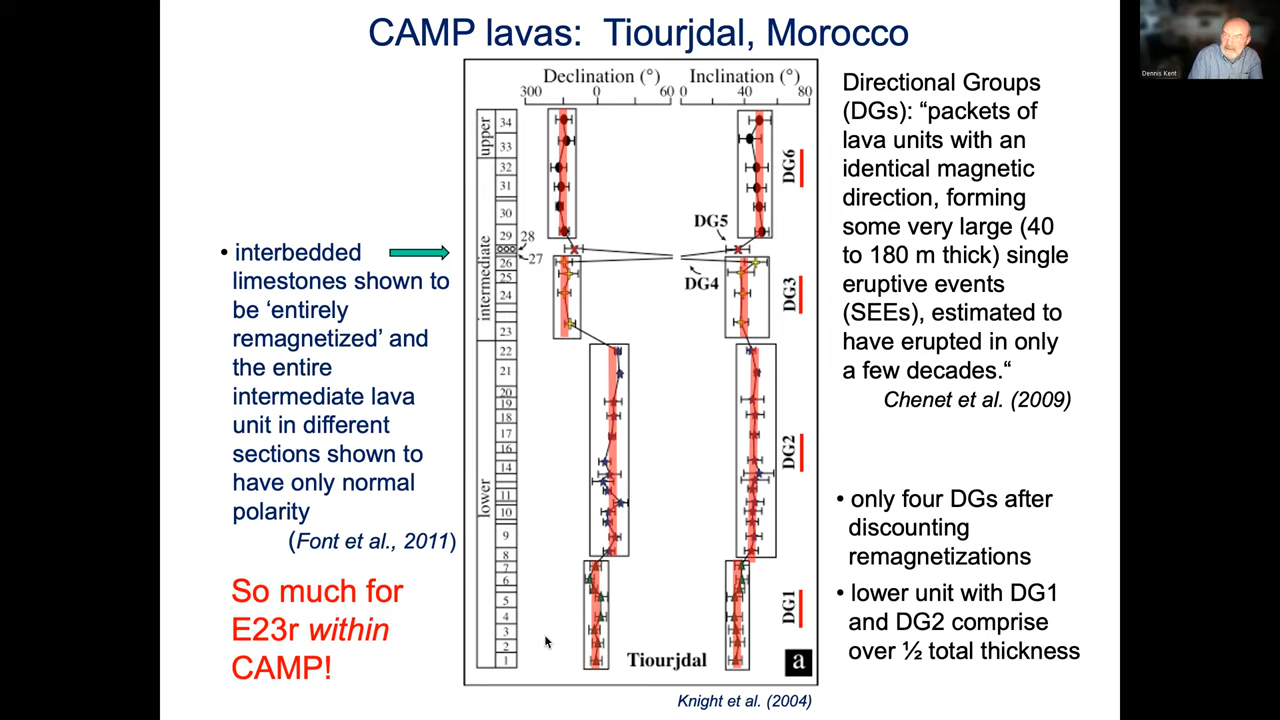 CAMP lavas: Tiourjdal, Morocco
Dennis Kent
• interbedded
limestones shown to
be ‘entirely
remagnetized’ and
the entire
intermediate lava
unit in different
sections shown to
have only normal
polarity
(Font et al., 2011)
So much for
E23r within
CAMP!
Declination (°) Inclination (°)
300 0 60 0 40 80
upper
intermediate
lower
34
33
32
31
30
29
28
27
26
25
24
23
22
21
20
19
18
17
16
14
11
10
9
8
7
6
5
4
3
2
1
DG6
DG5
DG4
DG3
DG2
DG1
Tiourjdal a
Knight et al. (2004)
Directional Groups
(DGs): “packets of
lava units with an
identical magnetic
direction, forming
some very large (40
to 180 m thick) single
eruptive events
(SEEs), estimated to
have erupted in only
a few decades.“
Chenet et al. (2009)
• only four DGs after
discounting
remagnetizations
• lower unit with DG1
and DG2 comprise
over ½ total thickness